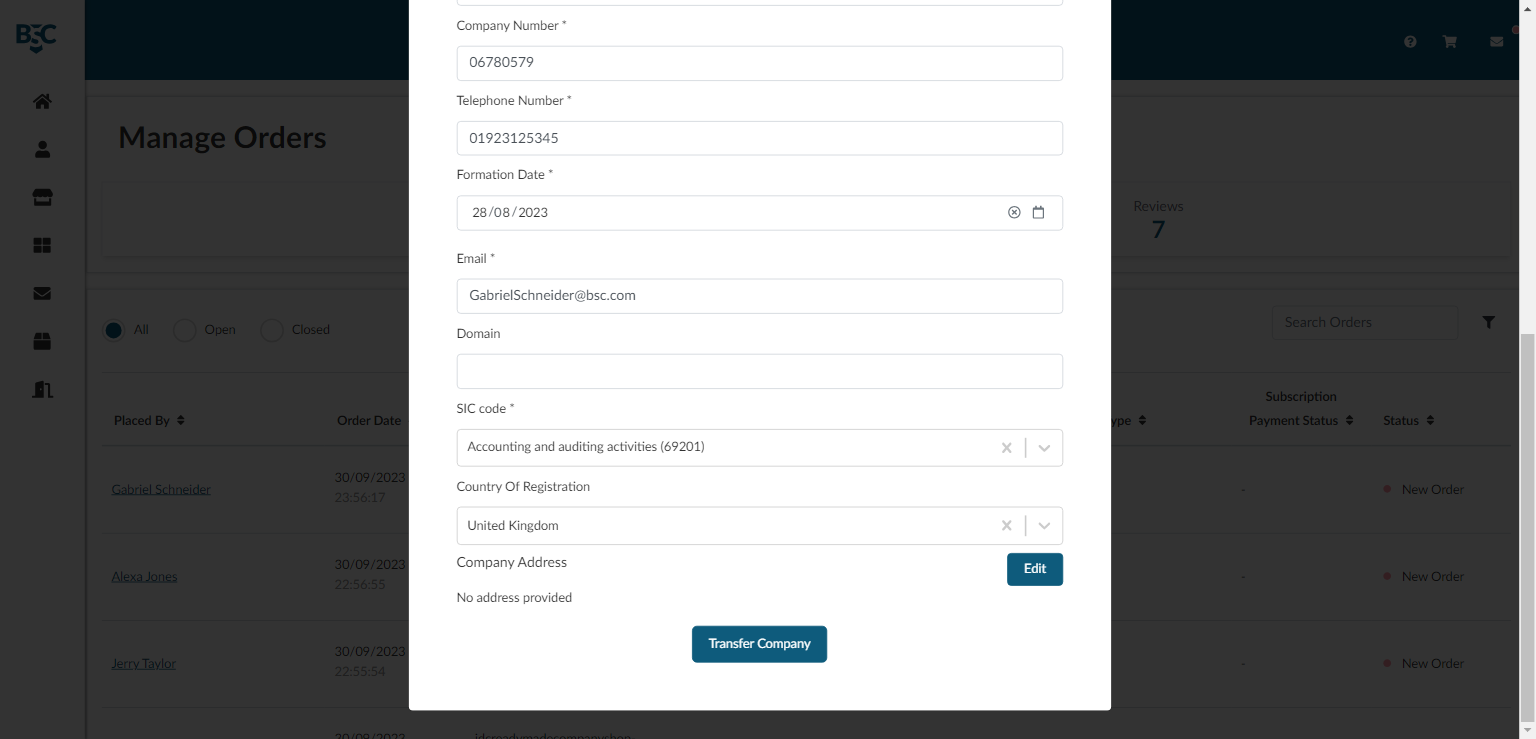 BSC
Company Number *
06780579
Telephone Number *
01923125345
Formation Date *
28/08/2023
Email *
GabrielSchneider@bsc.com
Domain
SIC code *
Accounting and auditing activities (69201)
Country Of Registration
United Kingdom
Company Address
Edit
No address provided
Transfer Company
Manage Orders
Reviews
7
All
Open
Closed
Search Orders
Placed By
Order Date
ype
Subscription
Payment Status
Status
Gabriel Schneider
30/09/2023
23:56:17
-
New Order
Alexa Jones
30/09/2023
22:56:55
-
New Order
Jerry Taylor
30/09/2023
22:55:54
-
New Order
30/09/2023